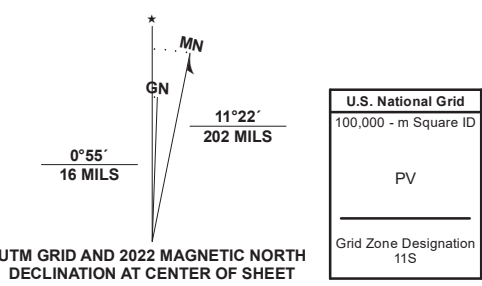 ★
MN
GN
11°22´
202 MILS
0°55´
16 MILS
UTM GRID AND 2022 MAGNETIC NORTH
DECLINATION AT CENTER OF SHEET
U.S. National Grid
100,000 - m Square ID
PV
Grid Zone Designation
11S